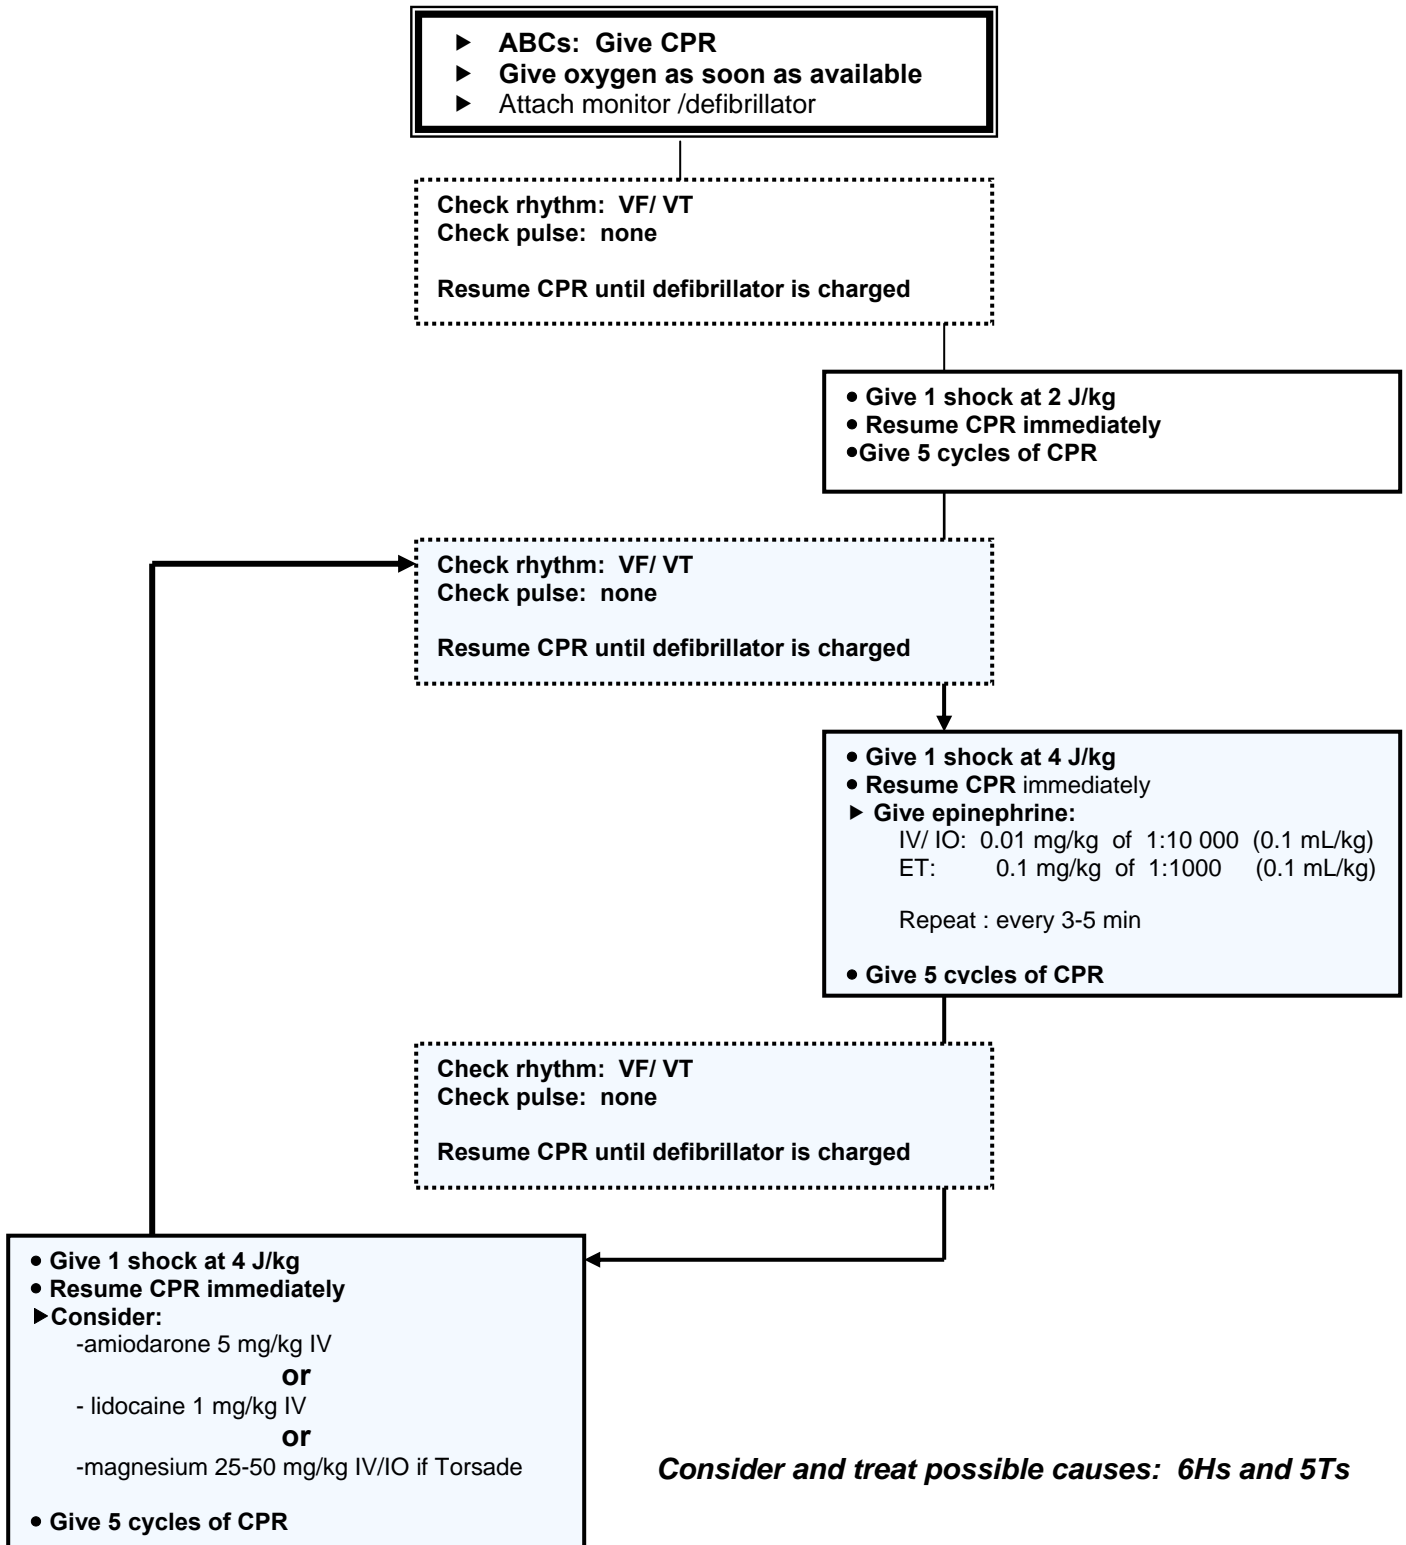 ▶ ABCs: Give CPR
▶ Give oxygen as soon as available
▶ Attach monitor /defibrillator
Check rhythm: VF/ VT
Check pulse: none
Resume CPR until defibrillator is charged
• Give 1 shock at 2 J/kg
• Resume CPR immediately
•Give 5 cycles of CPR
Check rhythm: VF/ VT
Check pulse: none
Resume CPR until defibrillator is charged
• Give 1 shock at 4 J/kg
• Resume CPR immediately
▶ Give epinephrine:
IV/ IO: 0.01 mg/kg of 1:10 000 (0.1 mL/kg)
ET: 0.1 mg/kg of 1:1000 (0.1 mL/kg)
Repeat : every 3-5 min
• Give 5 cycles of CPR
Check rhythm: VF/ VT
Check pulse: none
Resume CPR until defibrillator is charged
• Give 1 shock at 4 J/kg
• Resume CPR immediately
▶Consider:
-amiodarone 5 mg/kg IV
or
- lidocaine 1 mg/kg IV
or
-magnesium 25-50 mg/kg IV/IO if Torsade
• Give 5 cycles of CPR
Consider and treat possible causes: 6Hs and 5Ts